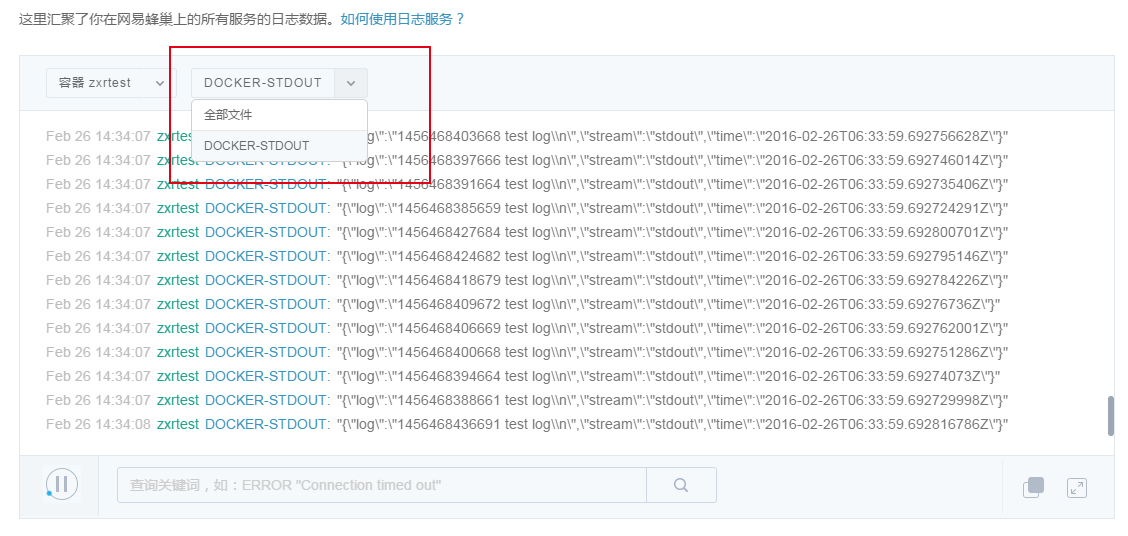 这里汇聚了你在网易蜂巢上的所有服务的日志数据。如何使用日志服务？
容器 zxrtest DOCKER-STDOUT
全部文件
DOCKER-STDOUT
Feb 26 14:34:07 zxrte og\":\"1456468403668 test log\\n\",\"stream\":\"stdout\",\"time\":\"2016-02-26T06:33:59.692756628Z\"}"
Feb 26 14:34:07 zxrtest DOCKER-STDOUT: "{\"log\":\"1456468397666 test log\\n\",\"stream\":\"stdout\",\"time\":\"2016-02-26T06:33:59.692746014Z\"}"
Feb 26 14:34:07 zxrtest DOCKER-STDOUT: "{\"log\":\"1456468391664 test log\\n\",\"stream\":\"stdout\",\"time\":\"2016-02-26T06:33:59.692735406Z\"}"
Feb 26 14:34:07 zxrtest DOCKER-STDOUT: "{\"log\":\"1456468385659 test log\\n\",\"stream\":\"stdout\",\"time\":\"2016-02-26T06:33:59.692724291Z\"}"
Feb 26 14:34:07 zxrtest DOCKER-STDOUT: "{\"log\":\"1456468427684 test log\\n\",\"stream\":\"stdout\",\"time\":\"2016-02-26T06:33:59.692800701Z\"}"
Feb 26 14:34:07 zxrtest DOCKER-STDOUT: "{\"log\":\"1456468424682 test log\\n\",\"stream\":\"stdout\",\"time\":\"2016-02-26T06:33:59.692795146Z\"}"
Feb 26 14:34:07 zxrtest DOCKER-STDOUT: "{\"log\":\"1456468418679 test log\\n\",\"stream\":\"stdout\",\"time\":\"2016-02-26T06:33:59.692784226Z\"}"
Feb 26 14:34:07 zxrtest DOCKER-STDOUT: "{\"log\":\"1456468409672 test log\\n\",\"stream\":\"stdout\",\"time\":\"2016-02-26T06:33:59.69276736Z\"}"
Feb 26 14:34:07 zxrtest DOCKER-STDOUT: "{\"log\":\"1456468406669 test log\\n\",\"stream\":\"stdout\",\"time\":\"2016-02-26T06:33:59.692762001Z\"}"
Feb 26 14:34:07 zxrtest DOCKER-STDOUT: "{\"log\":\"1456468400668 test log\\n\",\"stream\":\"stdout\",\"time\":\"2016-02-26T06:33:59.692751286Z\"}"
Feb 26 14:34:07 zxrtest DOCKER-STDOUT: "{\"log\":\"1456468394664 test log\\n\",\"stream\":\"stdout\",\"time\":\"2016-02-26T06:33:59.69274073Z\"}"
Feb 26 14:34:07 zxrtest DOCKER-STDOUT: "{\"log\":\"1456468388661 test log\\n\",\"stream\":\"stdout\",\"time\":\"2016-02-26T06:33:59.692729998Z\"}"
Feb 26 14:34:08 zxrtest DOCKER-STDOUT: "{\"log\":\"1456468436691 test log\\n\",\"stream\":\"stdout\",\"time\":\"2016-02-26T06:33:59.692816786Z\"}"
查询关键词，如：ERROR "Connection timed out"